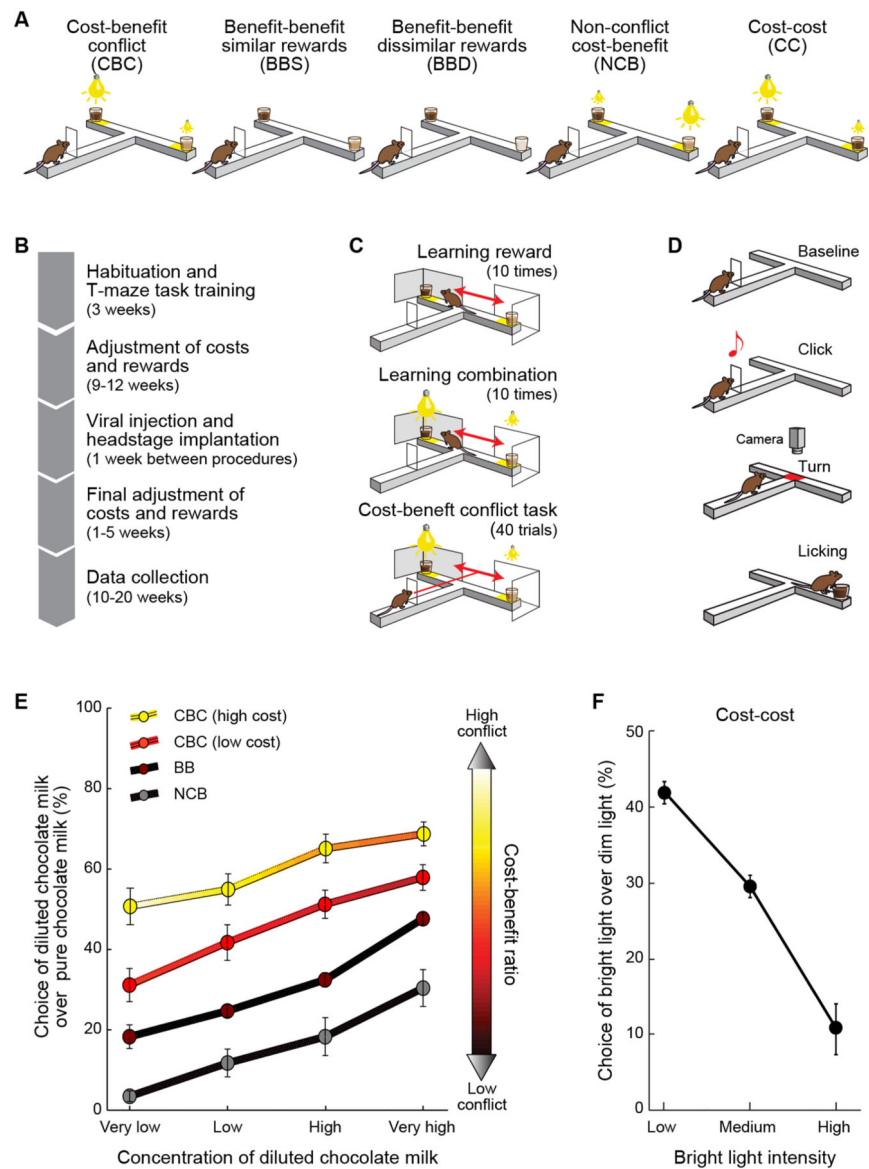 A
Cost-benefit
conflict
(CBC)
Benefit-benefit
similar rewards
(BBS)
Benefit-benefit
dissimilar rewards
(BBD)
Non-conflict
cost-benefit
(NCB)
Cost-cost
(CC)
B
Habituation and
T-maze task training
(3 weeks)
Adjustment of costs
and rewards
(9-12 weeks)
Viral injection and
headstage implantation
(1 week between procedures)
Final adjustment of
costs and rewards
(1-5 weeks)
Data collection
(10-20 weeks)
C
Learning reward
(10 times)
Learning combination
(10 times)
Cost-beneft conflict task
(40 trials)
D
Baseline
Click
Camera
Turn
Licking
E
Choice of diluted chocolate milk
over pure chocolate milk (%)
100
80
60
40
20
0
CBC (high cost)
CBC (low cost)
BB
NCB
High
conflict
Cost-benefit ratio
Low
conflict
Very low
Low
High
Very high
Concentration of diluted chocolate milk
F
Cost-cost
Choice of bright light over dim light (%)
50
40
30
20
10
0
Low
Medium
High
Bright light intensity